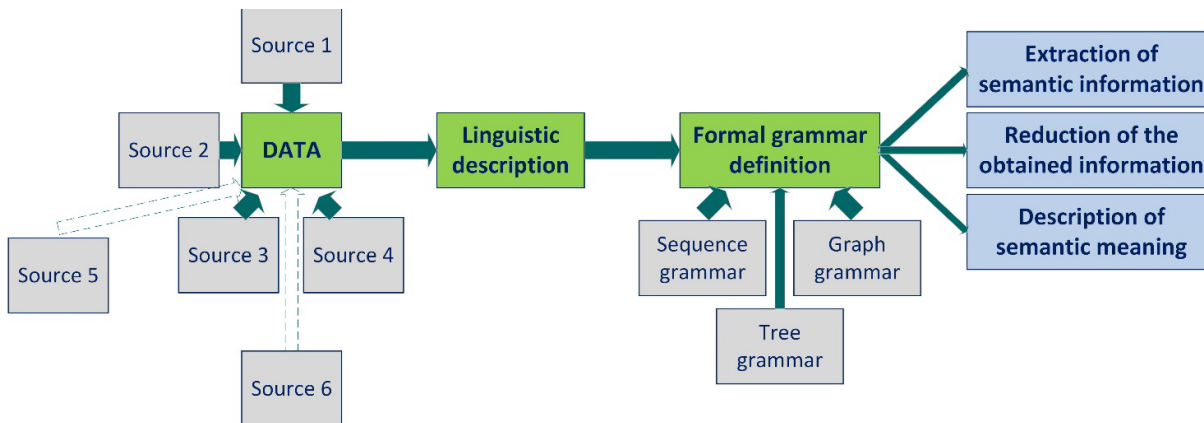 Source 1
Source 2
DATA
Source 5
Source 3
Source 4
Source 6
Linguistic
description
Formal grammar
definition
Sequence
grammar
Tree
grammar
Graph
grammar
Extraction of
semantic information
Reduction of the
obtained information
Description of
semantic meaning